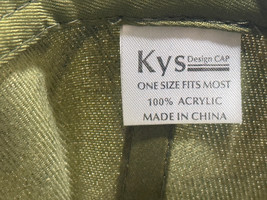 Kys Design CAP
ONE SIZE FITS MOST
100% ACRYLIC
MADE IN CHINA